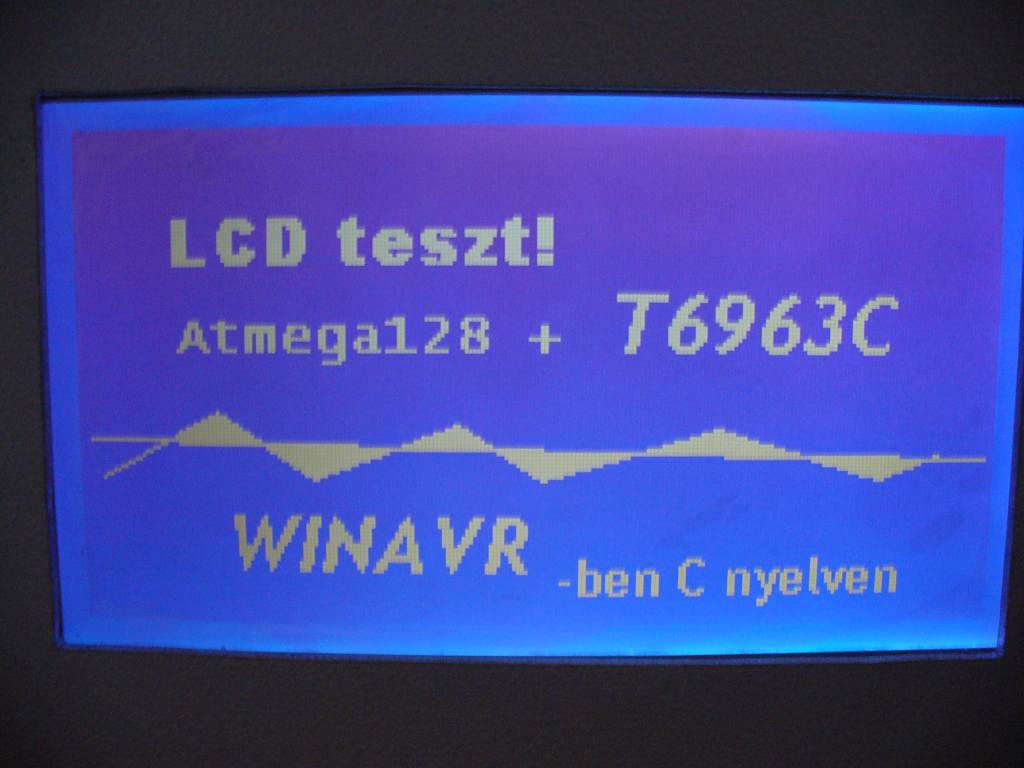 LCD teszt!
Atmega128 + T6963C
WINAVR -ben C nyelven